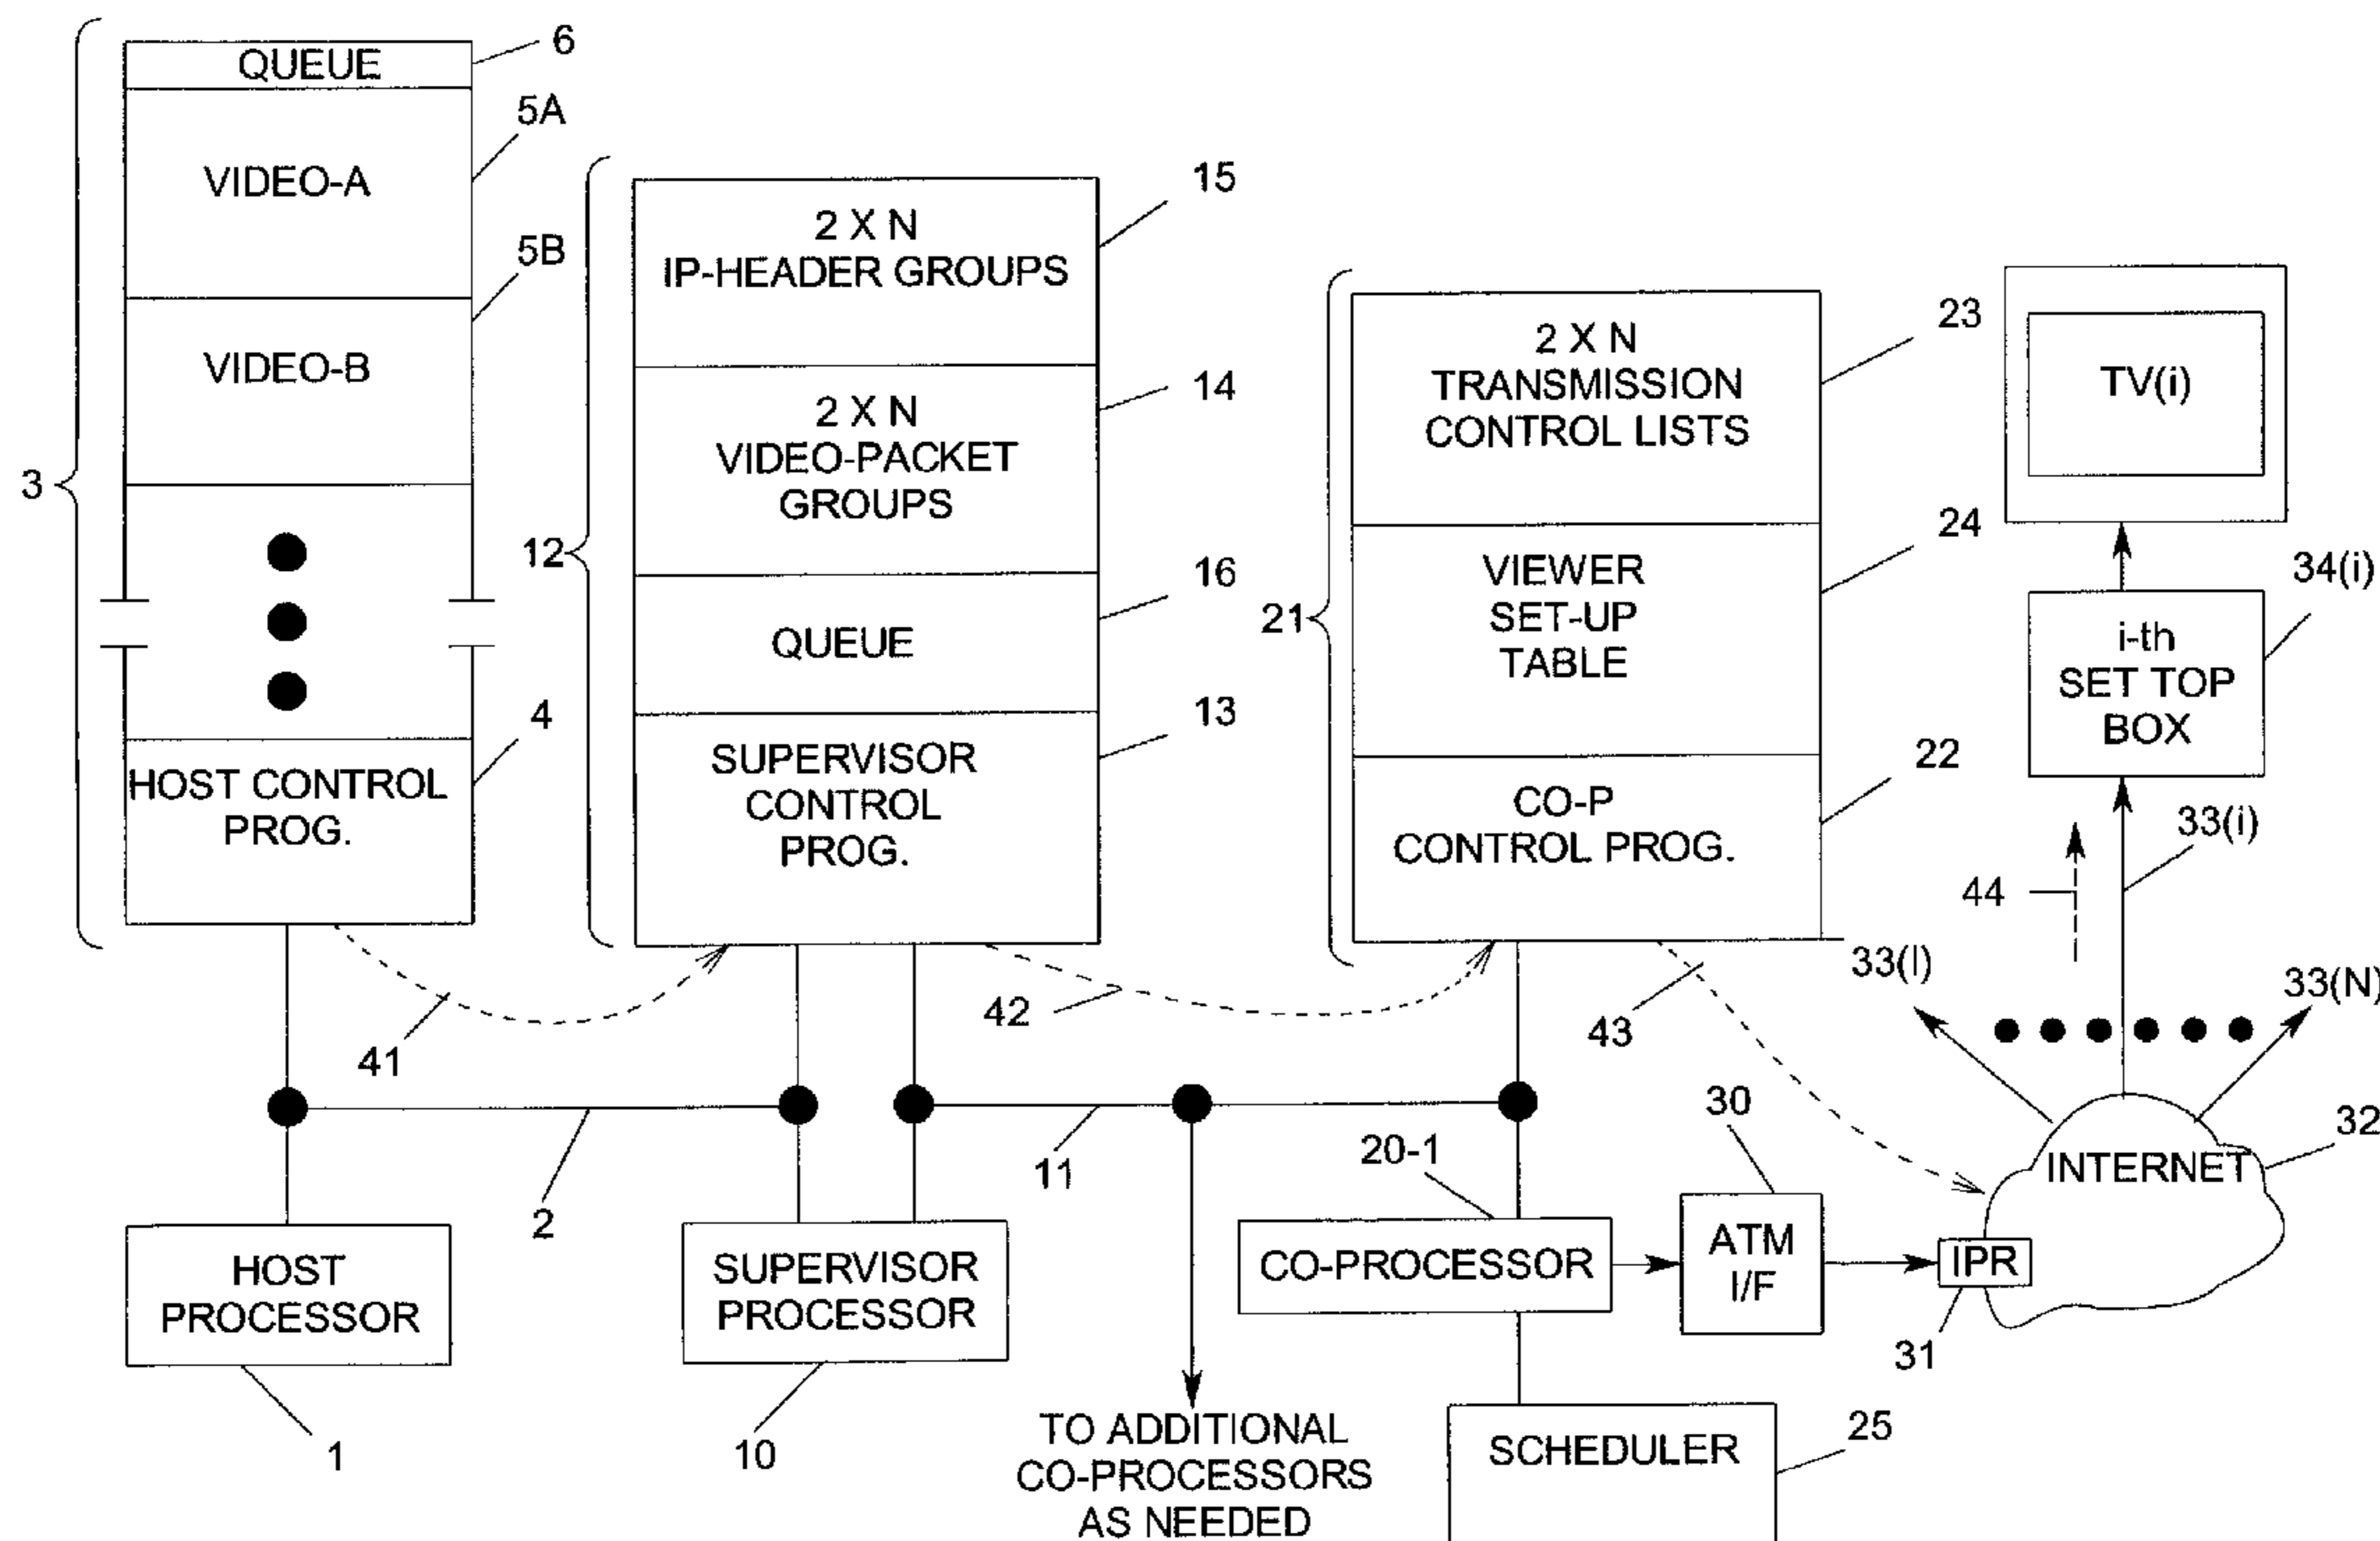 3
QUEUE
6
VIDEO-A
5A
VIDEO-B
5B
HOST CONTROL
PROG.
4
12
2 X N
IP-HEADER GROUPS
15
2 X N
VIDEO-PACKET
GROUPS
14
QUEUE
16
SUPERVISOR
CONTROL
PROG.
13
21
2 X N
TRANSMISSION
CONTROL LISTS
23
VIEWER
SET-UP
TABLE
24
CO-P
CONTROL PROG.
22
TV(i)
i-th
SET TOP
BOX
34(i)
33(i)
44
33(I)
33(N)
41
42
43
2
11
HOST
PROCESSOR
1
SUPERVISOR
PROCESSOR
10
TO ADDITIONAL
CO-PROCESSORS
AS NEEDED
20-1
CO-PROCESSOR
SCHEDULER
25
30
ATM
I/F
IPR
31
INTERNET
32